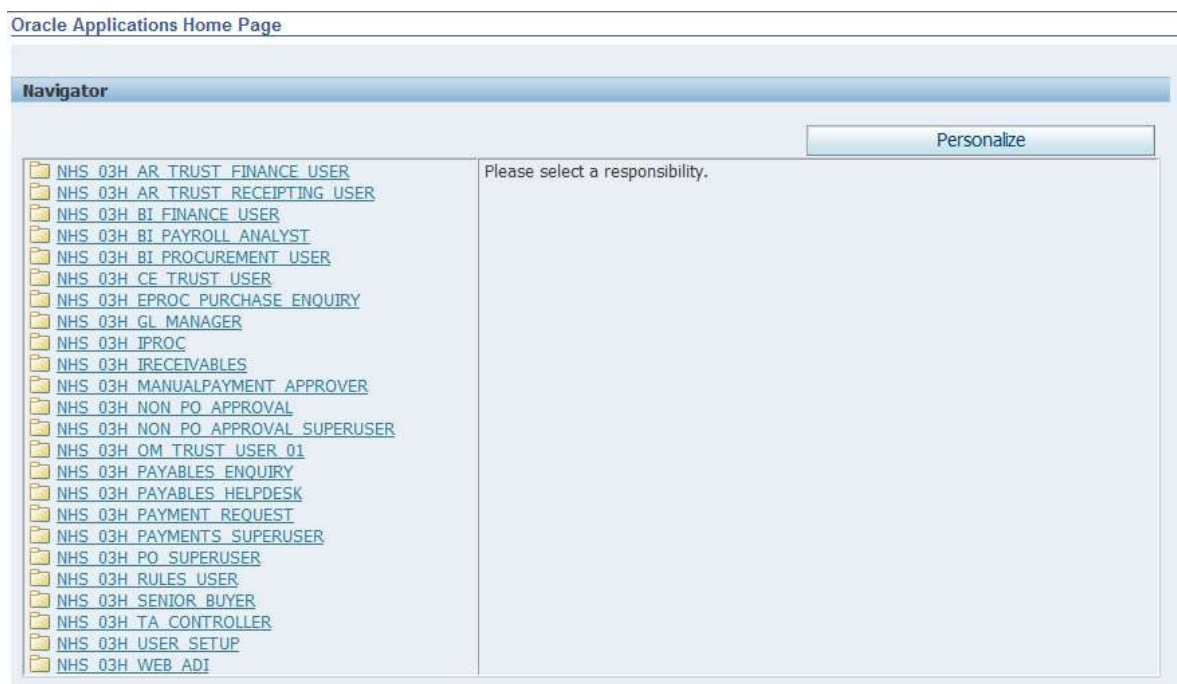 Oracle Applications Home Page
Navigator
Personalize
NHS 03H AR TRUST FINANCE USER
Please select a responsibility.
NHS 03H AR TRUST RECEIPTING USER
NHS 03H BI FINANCE USER
NHS 03H BI PAYROLL ANALYST
NHS 03H BI PROCUREMENT USER
NHS 03H CE TRUST USER
NHS 03H EPROC PURCHASE ENQUIRY
NHS 03H GL MANAGER
NHS 03H IPROC
NHS 03H IRECEIVABLES
NHS 03H MANUALPAYMENT APPROVER
NHS 03H NON PO APPROVAL
NHS 03H NON PO APPROVAL SUPERUSER
NHS 03H OM TRUST USER 01
NHS 03H PAYABLES ENQUIRY
NHS 03H PAYABLES HELPDESK
NHS 03H PAYMENT REQUEST
NHS 03H PAYMENTS SUPERUSER
NHS 03H PO SUPERUSER
NHS 03H RULES USER
NHS 03H SENIOR BUYER
NHS 03H TA CONTROLLER
NHS 03H USER SETUP
NHS 03H WEB ADI